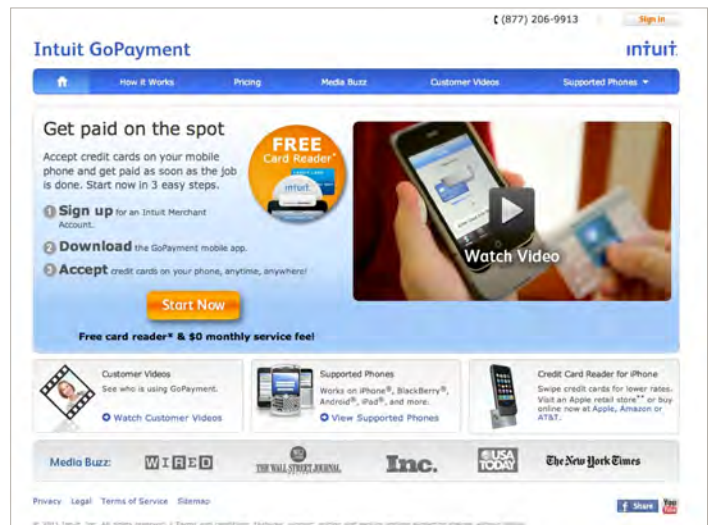 (877) 206-9913 Sign In
Intuit GoPayment intuit
How it Works Pricing Media Buzz Customer Videos Supported Phones
Get paid on the spot
Accept credit cards on your mobile
phone and get paid as soon as the job
is done. Start now in 3 easy steps.
FREE
Card Reader*
intuit
1 Sign up for an Intuit Merchant
Account.
2 Download the GoPayment mobile app.
3 Accept credit cards on your phone, anytime, anywhere!
Watch Video
Start Now
Free card reader* & $0 monthly service fee!
Customer Videos
See who is using GoPayment.
Watch Customer Videos
Supported Phones
Works on iPhone®, BlackBerry®,
Android®, iPad®, and more.
View Supported Phones
Credit Card Reader for iPhone
Swipe credit cards for lower rates.
Visit an Apple retail store** or buy
online now at Apple, Amazon or
AT&T.
Media Buzz: WIRED THE WALL STREET JOURNAL Inc. USA TODAY The New York Times
Privacy Legal Terms of Service Sitemap
f Share You